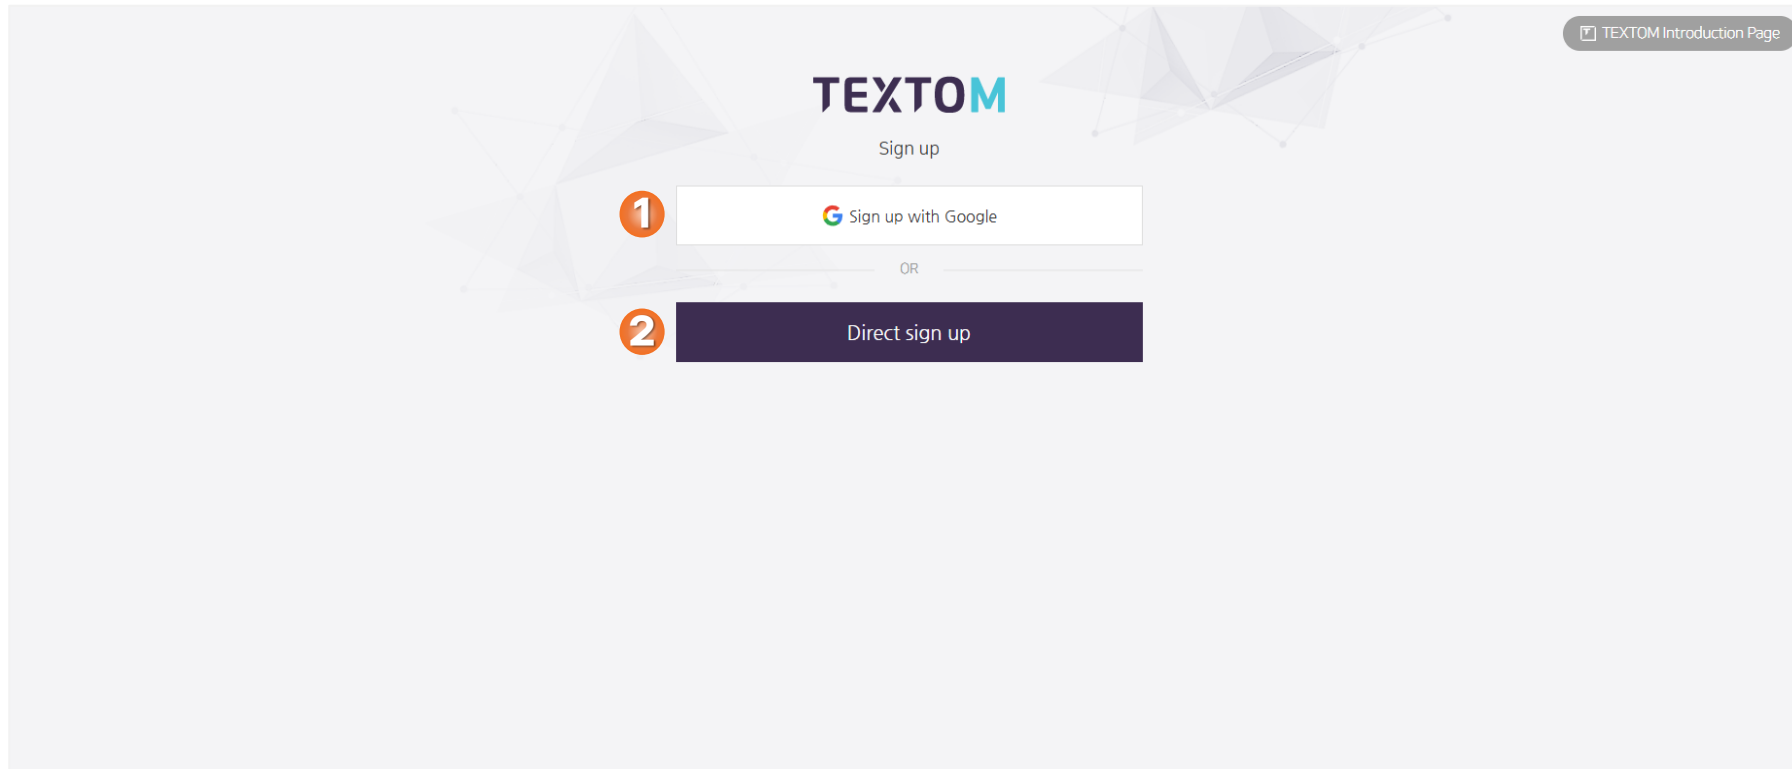 TEXTOM Introduction Page
TEXTOM
Sign up
1
Sign up with Google
OR
2
Direct sign up